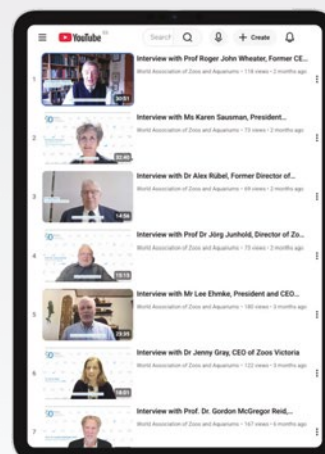 YouTube
Search
Create
1
Interview with Prof Roger John Wheater, Former CE...
World Association of Zoos and Aquariums • 118 views • 2 months ago
50:51
2
Interview with Ms Karen Sausman, President...
World Association of Zoos and Aquariums • 73 views • 2 months ago
32:40
3
Interview with Dr Alex Rübel, Former Director of...
World Association of Zoos and Aquariums • 69 views • 2 months ago
14:56
4
Interview with Prof Dr Jörg Junhold, Director of Zo...
World Association of Zoos and Aquariums • 75 views • 2 months ago
5
Interview with Mr Lee Ehmke, President and CEO...
World Association of Zoos and Aquariums • 180 views • 3 months ago
6
Interview with Dr Jenny Gray, CEO of Zoos Victoria
World Association of Zoos and Aquariums • 122 views • 5 months ago
7
Interview with Prof. Dr. Gordon McGregor Reid,...
World Association of Zoos and Aquariums • 167 views • 6 months ago